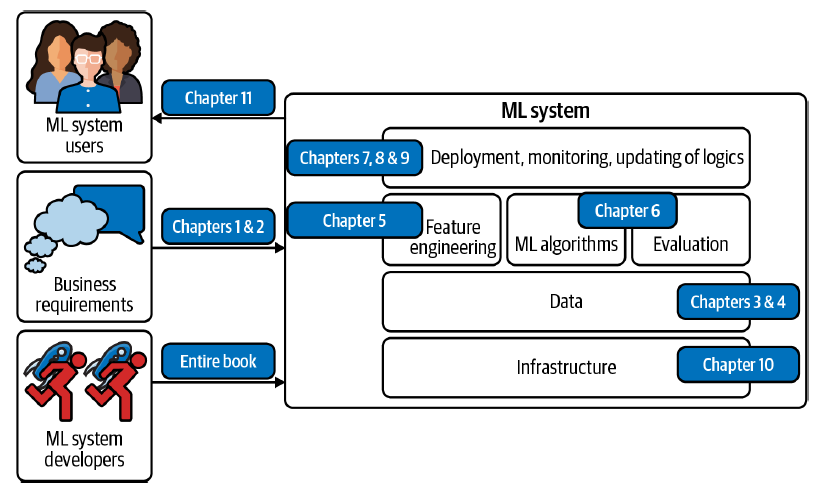 ML system
users
Chapter 11
Business
requirements
Chapters 1 & 2
ML system
developers
Entire book
ML system
Chapters 7, 8 & 9
Deployment, monitoring, updating of logics
Chapter 5
Feature
engineering
Chapter 6
ML algorithms
Evaluation
Data
Chapters 3 & 4
Infrastructure
Chapter 10